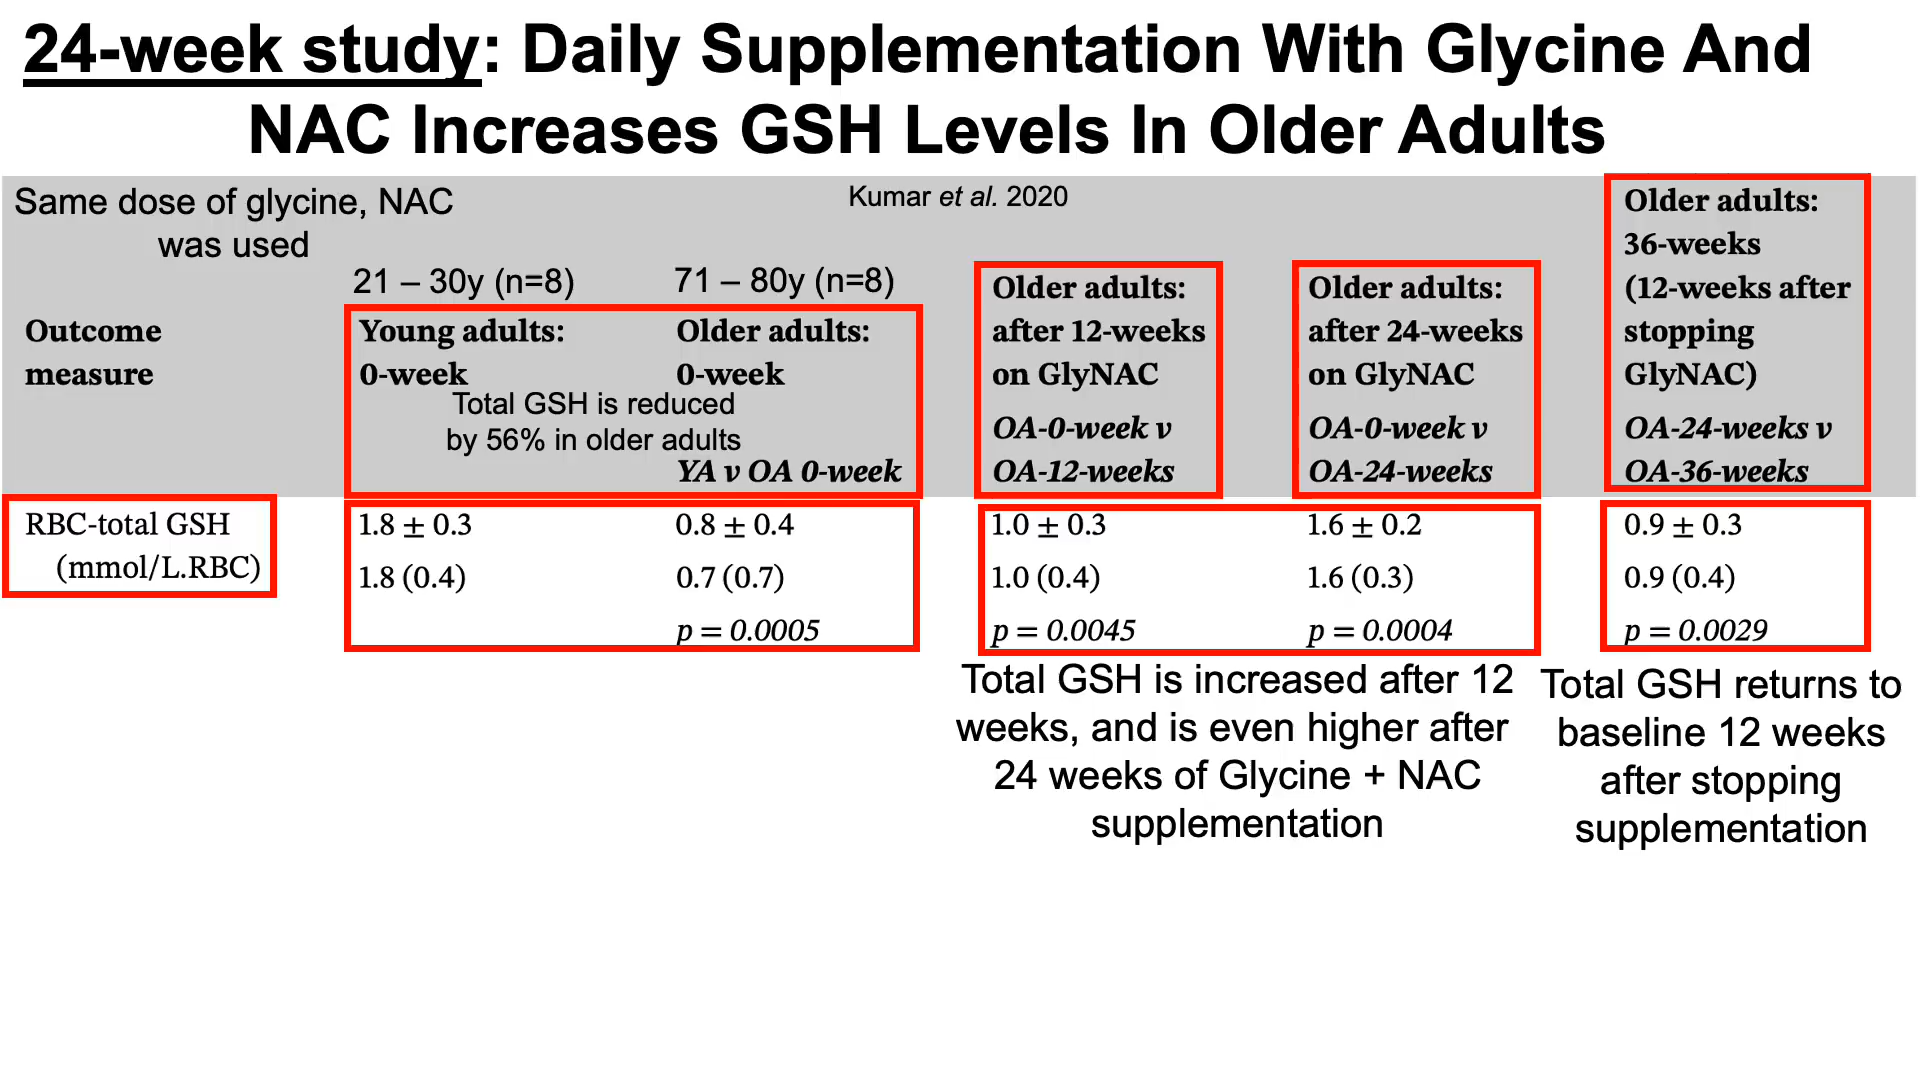 24-week study: Daily Supplementation With Glycine And
NAC Increases GSH Levels In Older Adults
Same dose of glycine, NAC
was used
Kumar et al. 2020
21 – 30y (n=8)
71 – 80y (n=8)
Outcome
measure
Young adults:
0-week
Older adults:
0-week
Total GSH is reduced
by 56% in older adults
YA v OA 0-week
Older adults:
after 12-weeks
on GlyNAC
OA-0-week v
OA-12-weeks
Older adults:
after 24-weeks
on GlyNAC
OA-0-week v
OA-24-weeks
Older adults:
36-weeks
(12-weeks after
stopping
GlyNAC)
OA-24-weeks v
OA-36-weeks
RBC-total GSH
(mmol/L.RBC)
1.8 ± 0.3
1.8 (0.4)
0.8 ± 0.4
0.7 (0.7)
p = 0.0005
1.0 ± 0.3
1.0 (0.4)
p = 0.0045
1.6 ± 0.2
1.6 (0.3)
p = 0.0004
0.9 ± 0.3
0.9 (0.4)
p = 0.0029
Total GSH is increased after 12
weeks, and is even higher after
24 weeks of Glycine + NAC
supplementation
Total GSH returns to
baseline 12 weeks
after stopping
supplementation